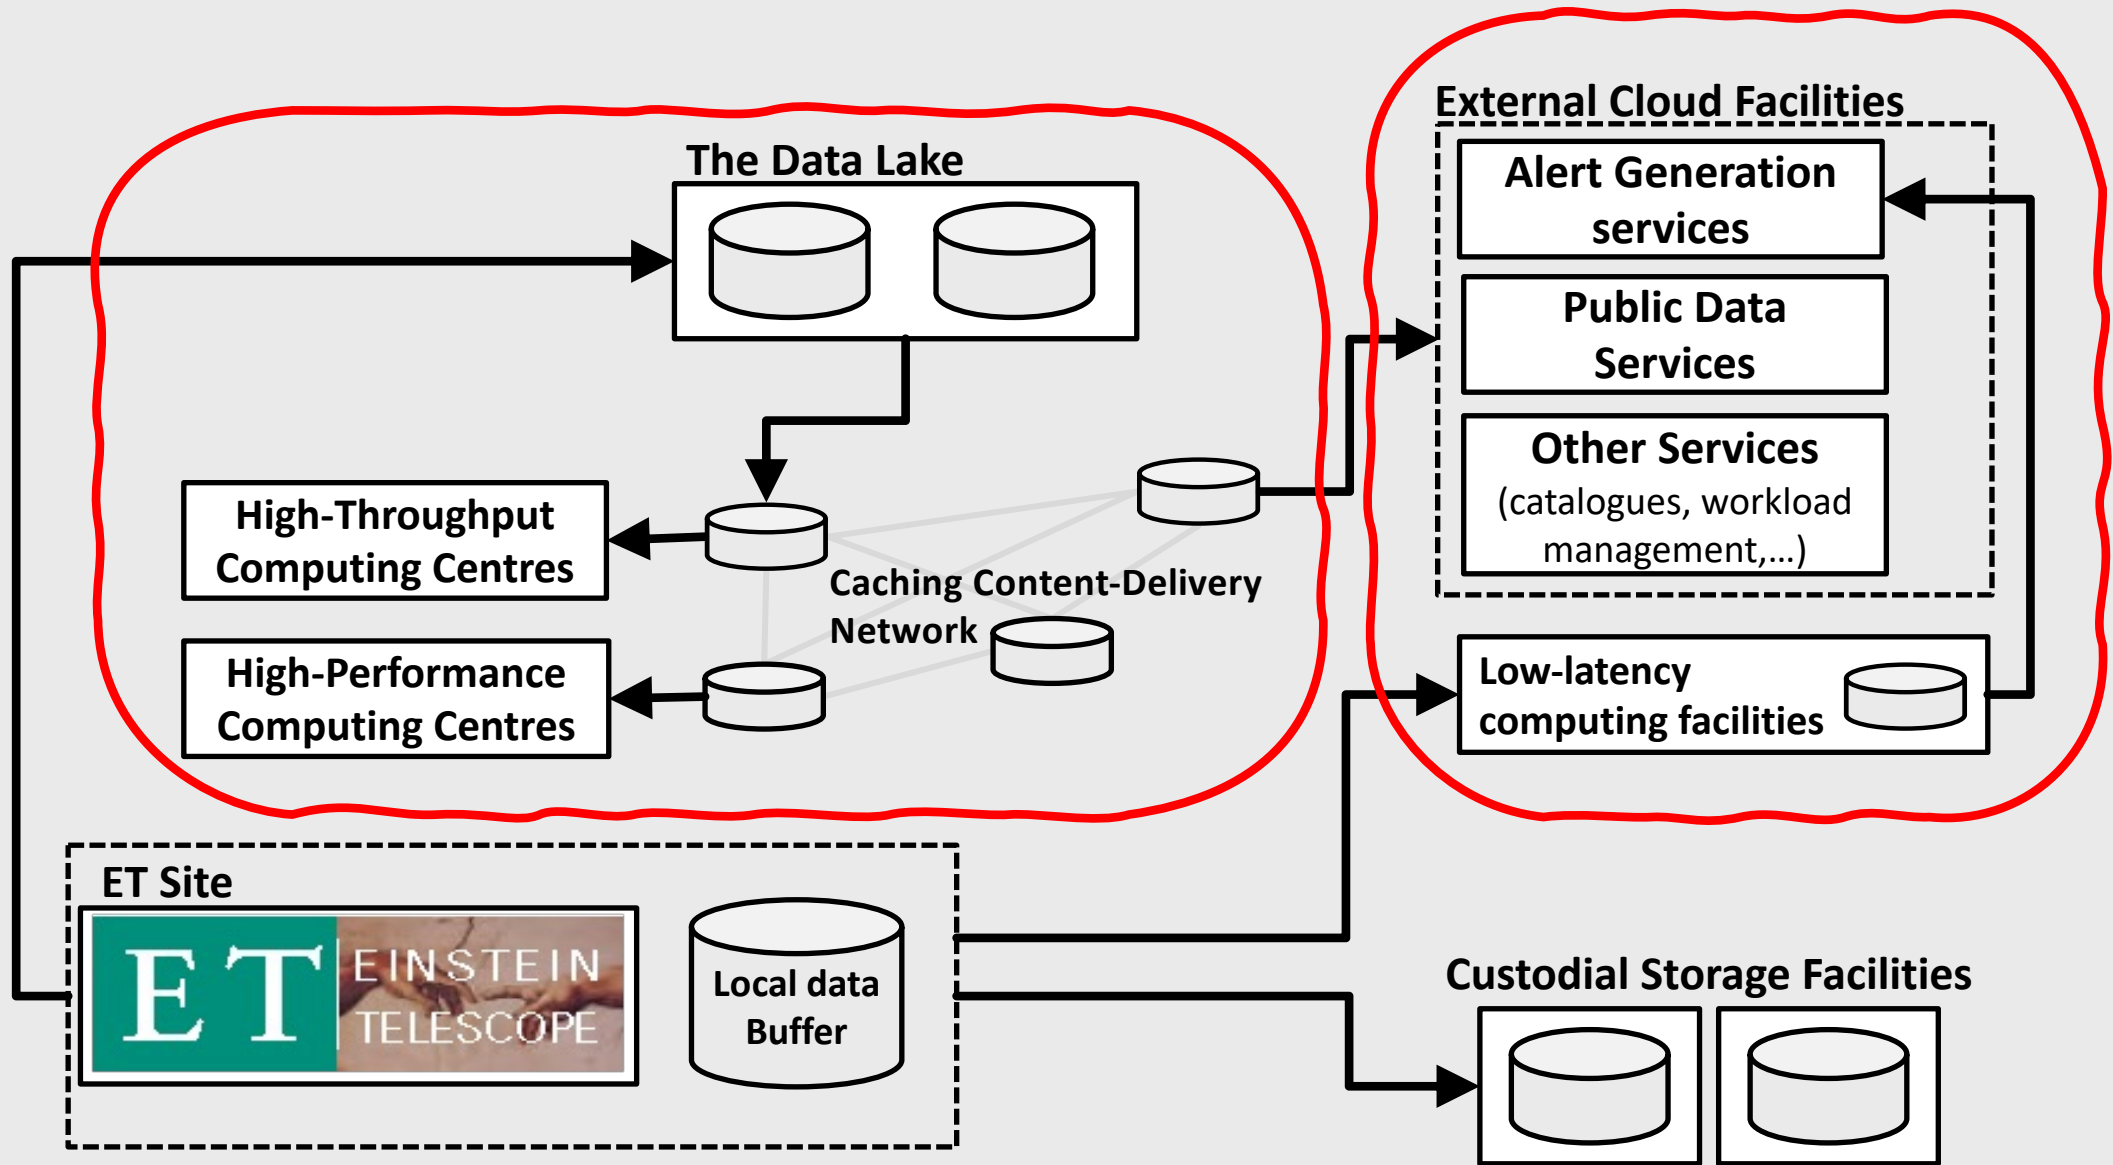 External Cloud Facilities
The Data Lake
Alert Generation
services
Public Data
Services
Other Services
(catalogues, workload
management,...)
High-Throughput
Computing Centres
Caching Content-Delivery
Network
High-Performance
Computing Centres
Low-latency
computing facilities
ET Site
ET
EINSTEIN
TELESCOPE
Local data
Buffer
Custodial Storage Facilities